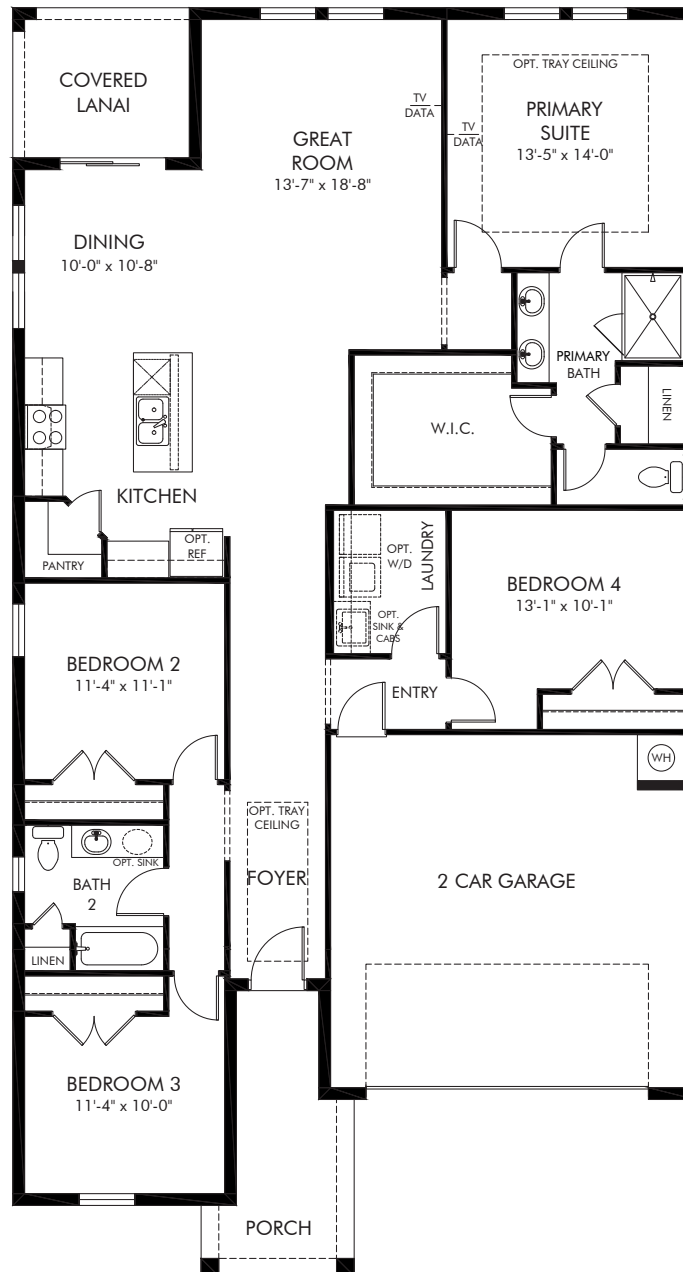 COVERED
LANAI
GREAT
ROOM
13'-7" x 18'-8"
TV
DATA
TV
DATA
OPT. TRAY CEILING
PRIMARY
SUITE
13'-5" x 14'-0"
DINING
10'-0" x 10'-8"
PRIMARY
BATH
LINEN
W.I.C.
KITCHEN
PANTRY
OPT.
REF
OPT.
W/D
LAUNDRY
OPT.
SINK &
CABS
BEDROOM 4
13'-1" x 10'-1"
BEDROOM 2
11'-4" x 11'-1"
ENTRY
WH
OPT. TRAY
CEILING
FOYER
OPT. SINK
BATH
2
LINEN
2 CAR GARAGE
BEDROOM 3
11'-4" x 10'-0"
PORCH